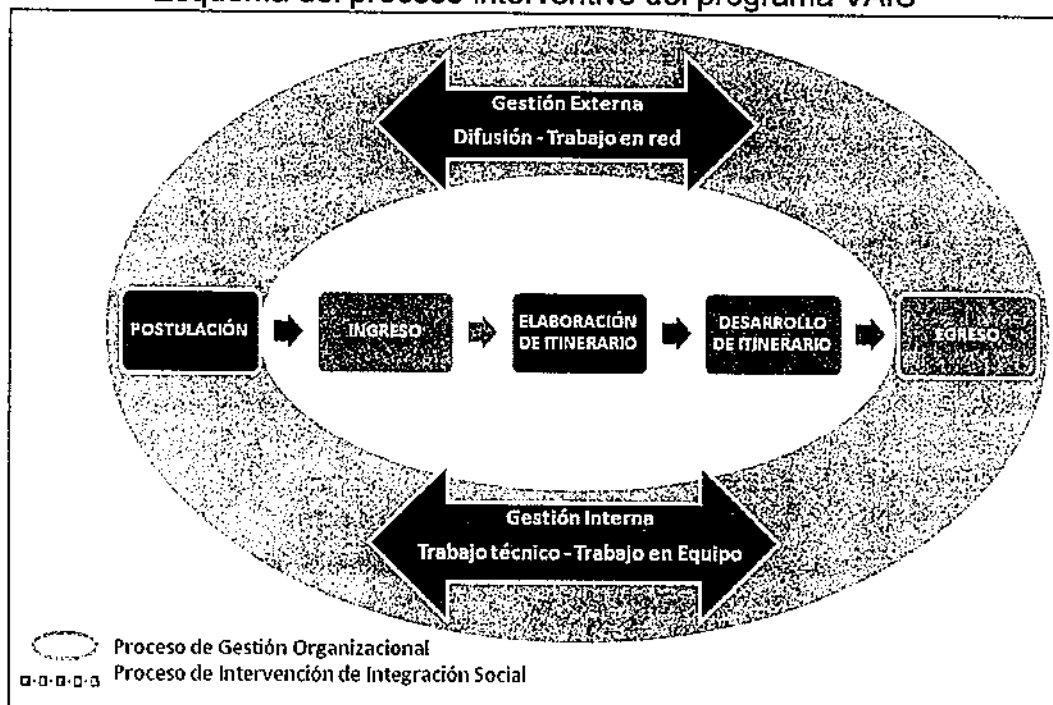 Esquema del proceso interventivo del programa VAIS
Gestión Externa
Difusión - Trabajo en red
POSTULACIÓN
INGRESO
ELABORACIÓN
DE ITINERARIO
DESARROLLO
DE ITINERARIO
EGRESO
Gestión Interna
Trabajo técnico - Trabajo en Equipo
Proceso de Gestión Organizacional
Proceso de Intervención de Integración Social